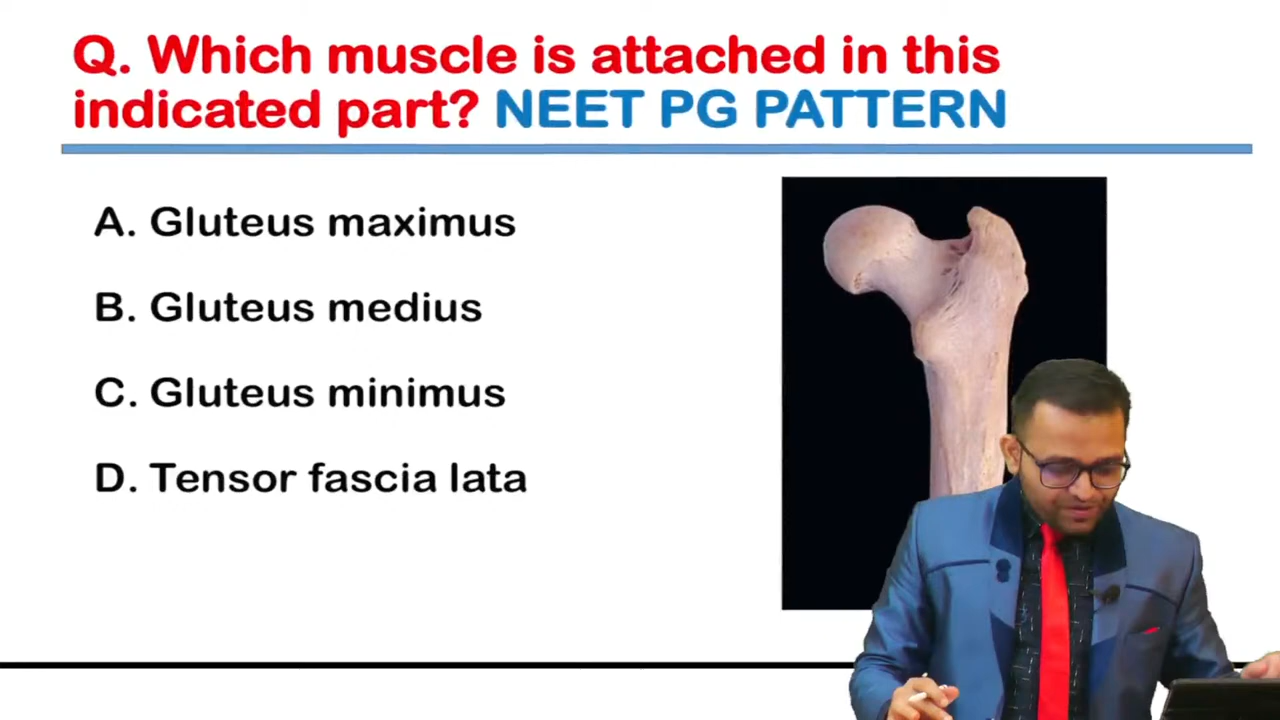 Q. Which muscle is attached in this
indicated part? NEET PG PATTERN
A. Gluteus maximus
B. Gluteus medius
C. Gluteus minimus
D. Tensor fascia lata